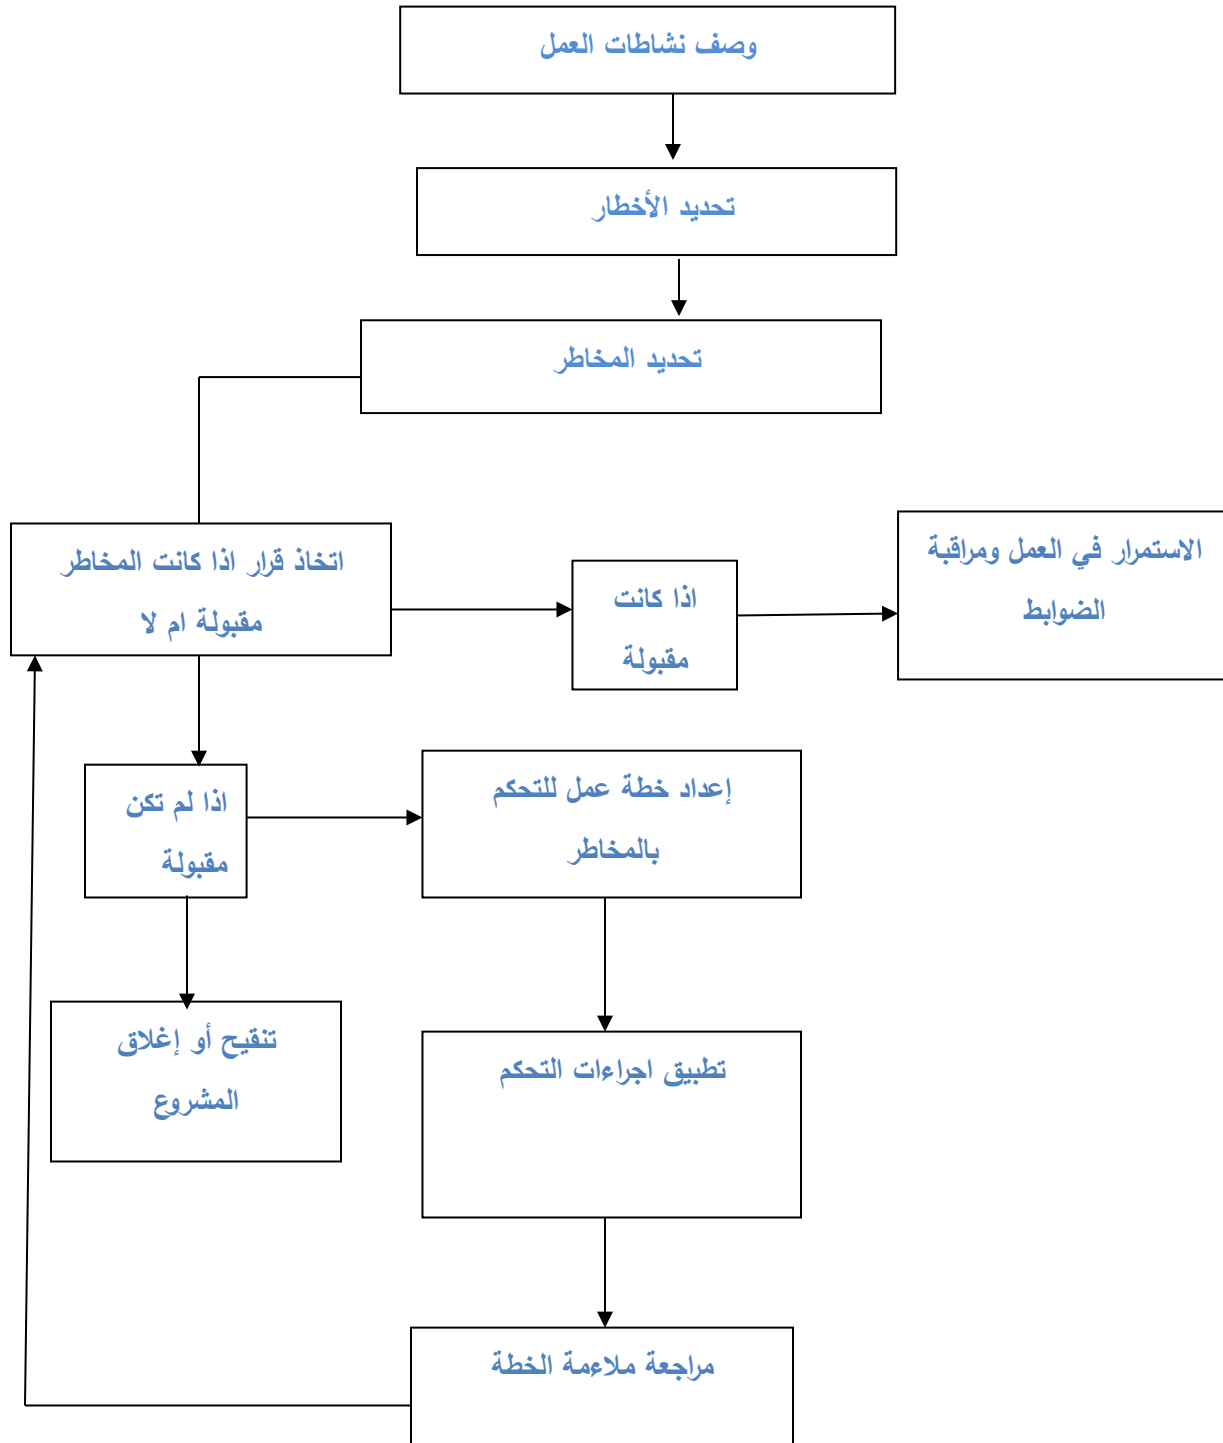 وصف نشاطات العمل
تحديد الأخطار
تحديد المخاطر
اتخاذ قرار اذا كانت المخاطر
مقبولة ام لا
اذا كانت
مقبولة
الاستمرار في العمل ومراقبة
الضوابط
اذا لم تكن
مقبولة
إعداد خطة عمل للتحكم
بالمخاطر
تنقيح أو إغلاق
المشروع
تطبيق اجراءات التحكم
مراجعة ملاءمة الخطة